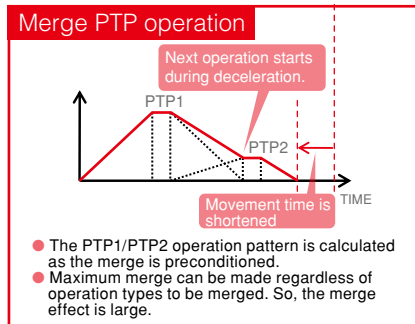 Merge PTP operation
Next operation starts
during deceleration.
PTP1
PTP2
TIME
Movement time is
shortened
The PTP1/PTP2 operation pattern is calculated
as the merge is preconditioned.
Maximum merge can be made regardless of
operation types to be merged. So, the merge
effect is large.